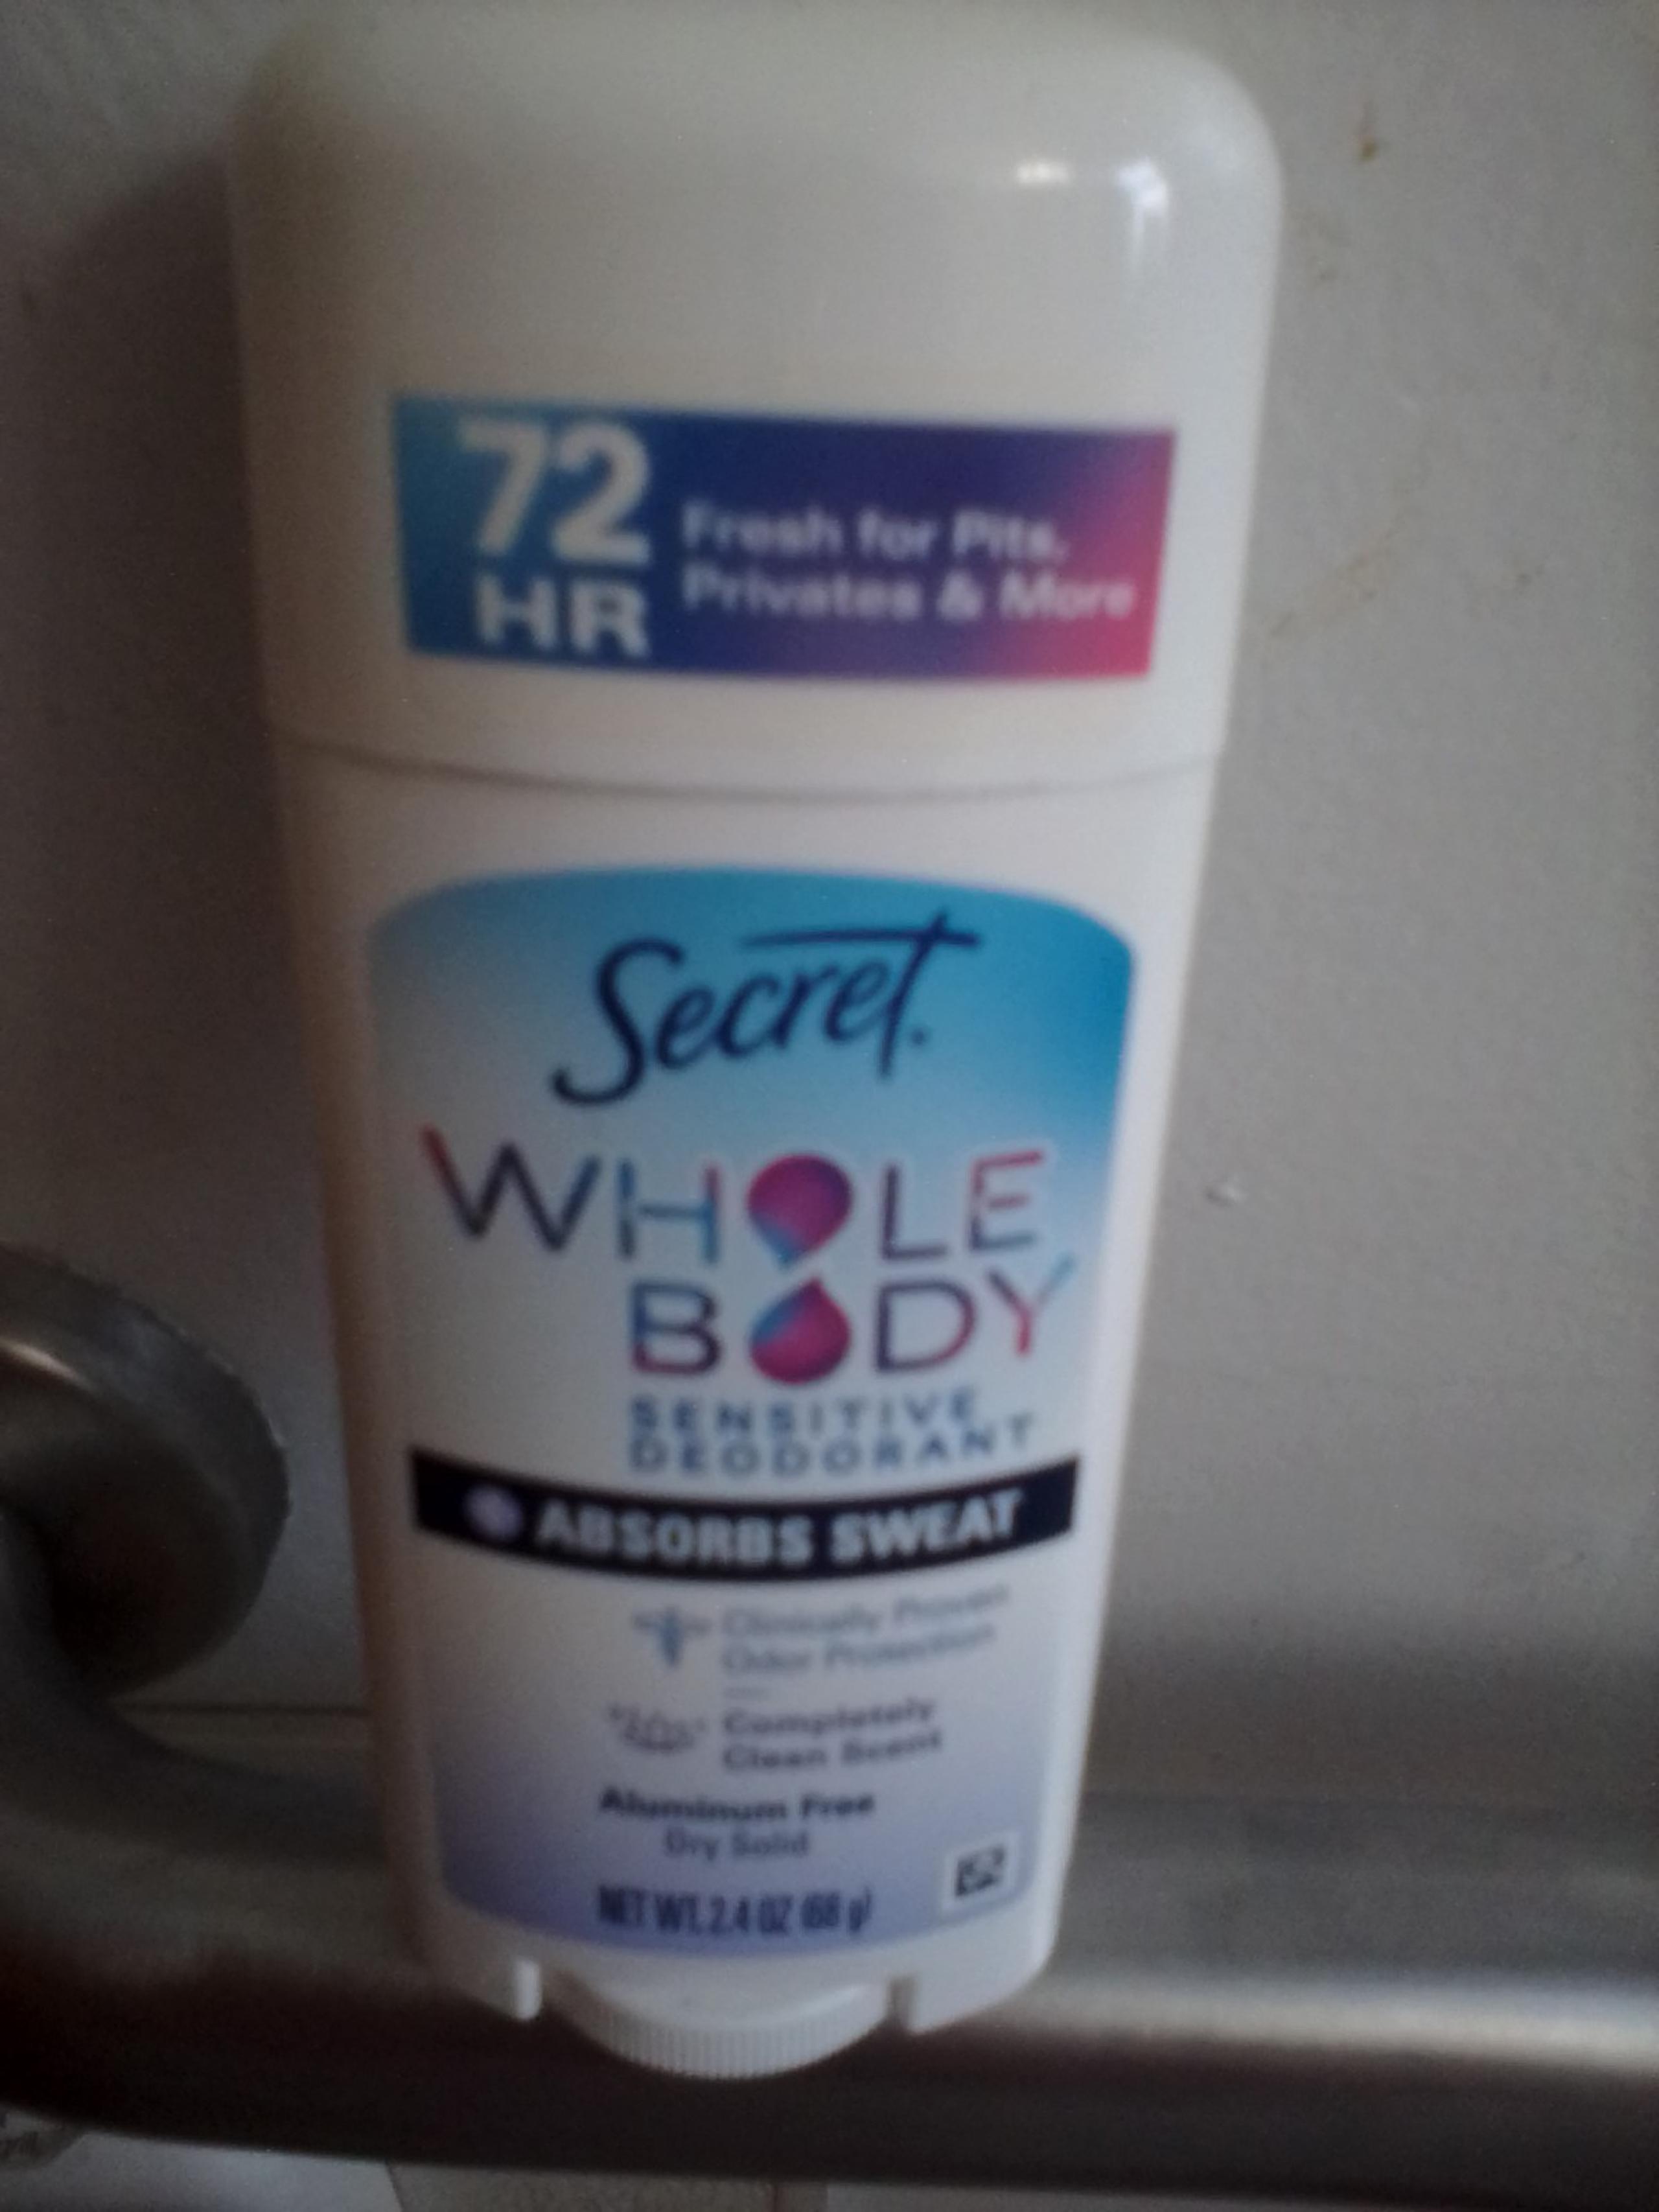 72
HR
Fresh for Pits,
Privates & More
Secret.
WHOLE
BODY
SENSITIVE
DEODORANT
ABSORBS SWEAT
Clinically Proven
Odor Protection
Completely
Clean Scent
Aluminum Free
Dry Solid
NET WT. 2.4 OZ (68 g)